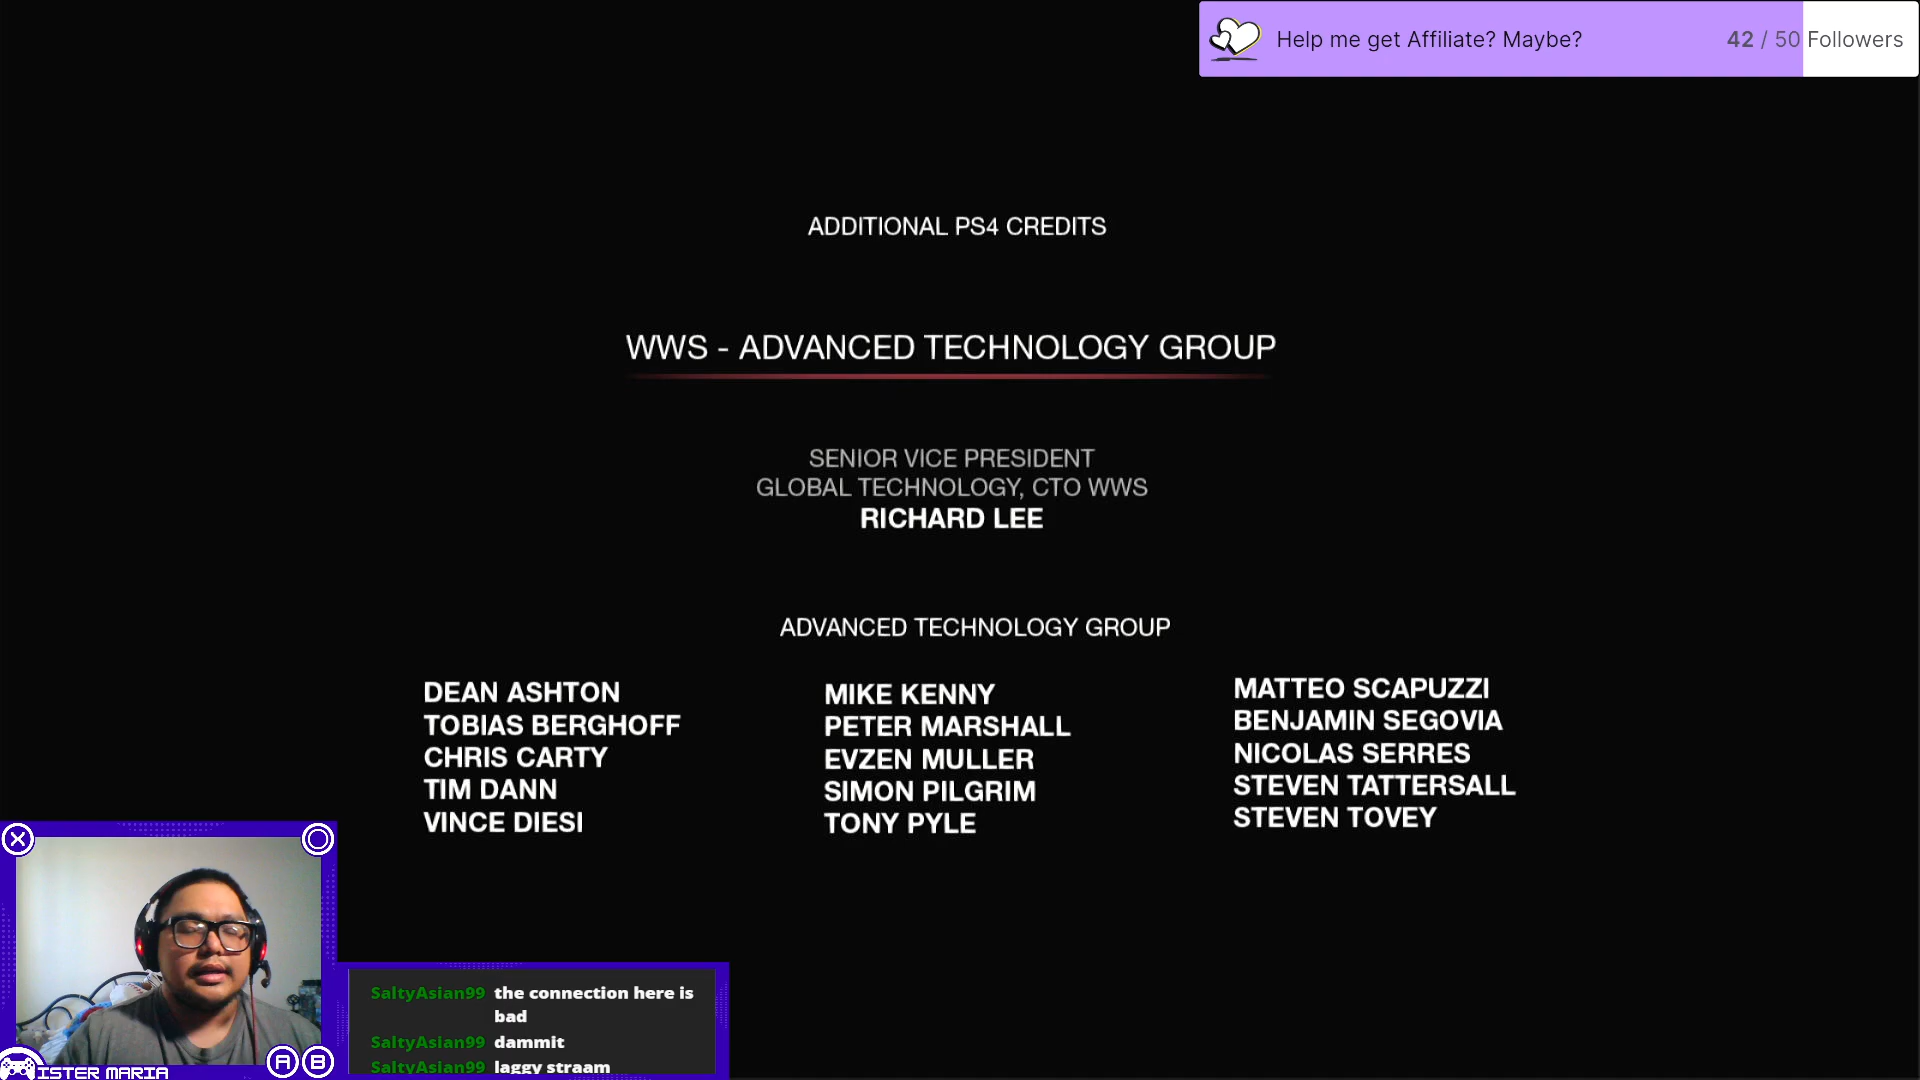 Help me get Affiliate? Maybe? 42 / 50 Followers
ADDITIONAL PS4 CREDITS
WWS - ADVANCED TECHNOLOGY GROUP
SENIOR VICE PRESIDENT
GLOBAL TECHNOLOGY, CTO WWS
RICHARD LEE
ADVANCED TECHNOLOGY GROUP
DEAN ASHTON
TOBIAS BERGHOFF
CHRIS CARTY
TIM DANN
VINCE DIESI
MIKE KENNY
PETER MARSHALL
EVZEN MULLER
SIMON PILGRIM
TONY PYLE
MATTEO SCAPUZZI
BENJAMIN SEGOVIA
NICOLAS SERRES
STEVEN TATTERSALL
STEVEN TOVEY
A B
ISTER MARIA
SaltyAsian99 the connection here is
bad
SaltyAsian99 dammit
SaltyAsian99 laggy straam